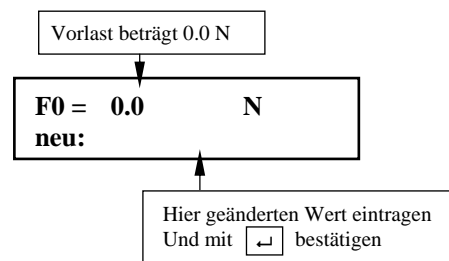 Vorlast beträgt 0.0 N
F0 = 0.0 N
neu:
Hier geänderten Wert eintragen
Und mit ↵ bestätigen